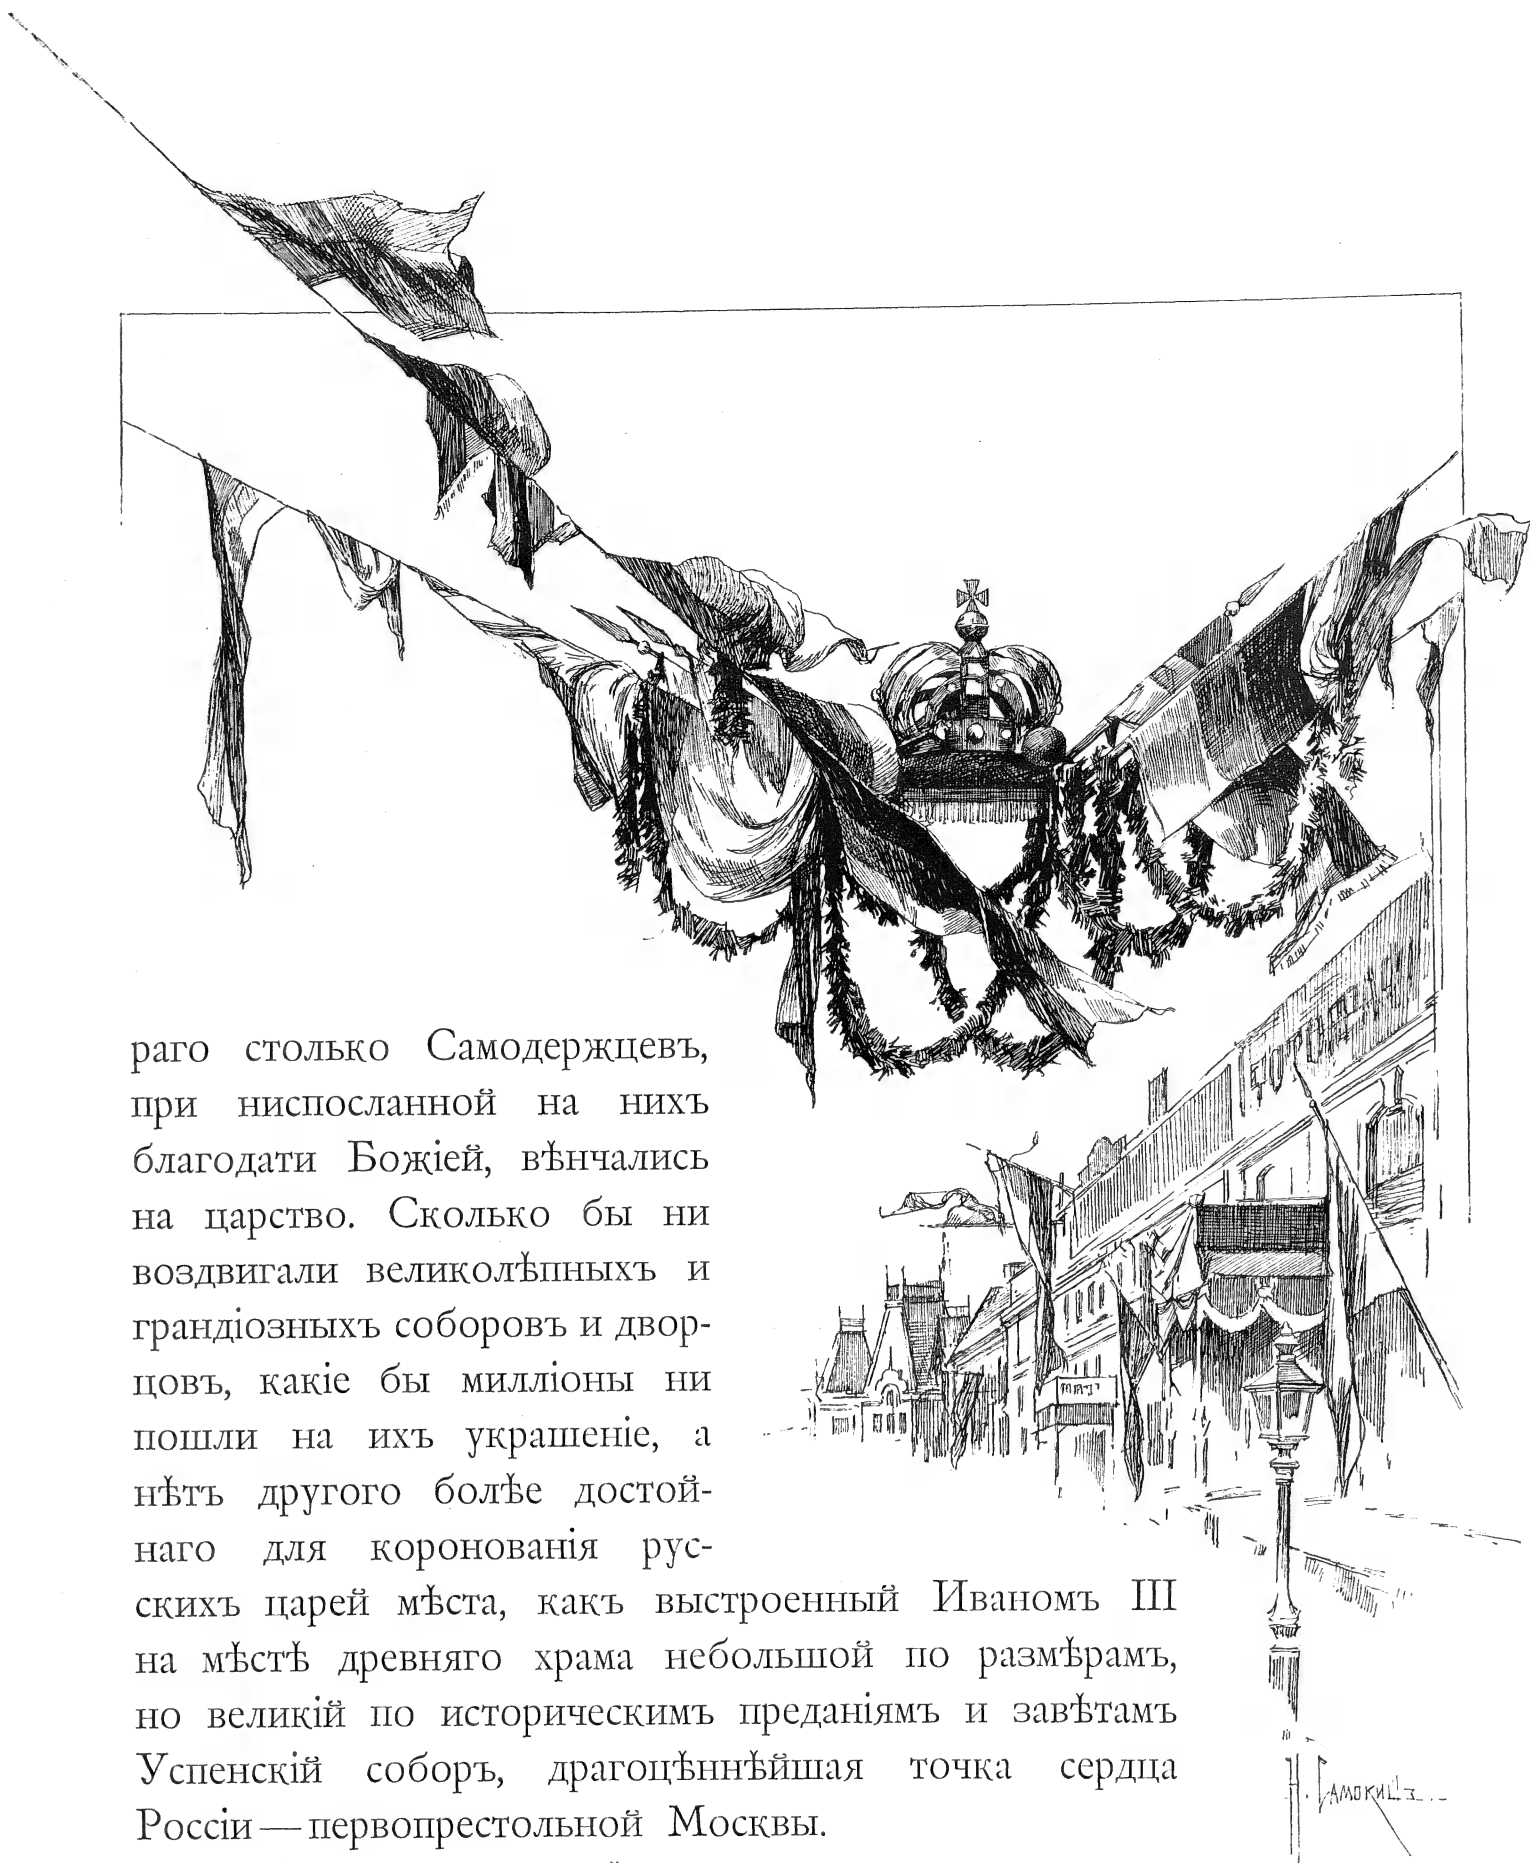 раго столько Самодержцевъ,
при ниспосланной на нихъ
благодати Божіей, вѣнчались
на царство. Сколько бы ни
воздвигали великолѣпныхъ и
грандіозныхъ соборовъ и двор-
цовъ, какіе бы милліоны ни
пошли на ихъ украшеніе, а
нѣтъ другого болѣе достой-
наго для коронованія рус-
скихъ царей мѣста, какъ выстроенный Иваномъ III
на мѣстѣ древняго храма небольшой по размѣрамъ,
но великій по историческимъ преданіямъ и завѣтамъ
Успенскій соборъ, драгоцѣннѣйшая точка сердца
Россіи — первопрестольной Москвы.
Н. Самокишъ